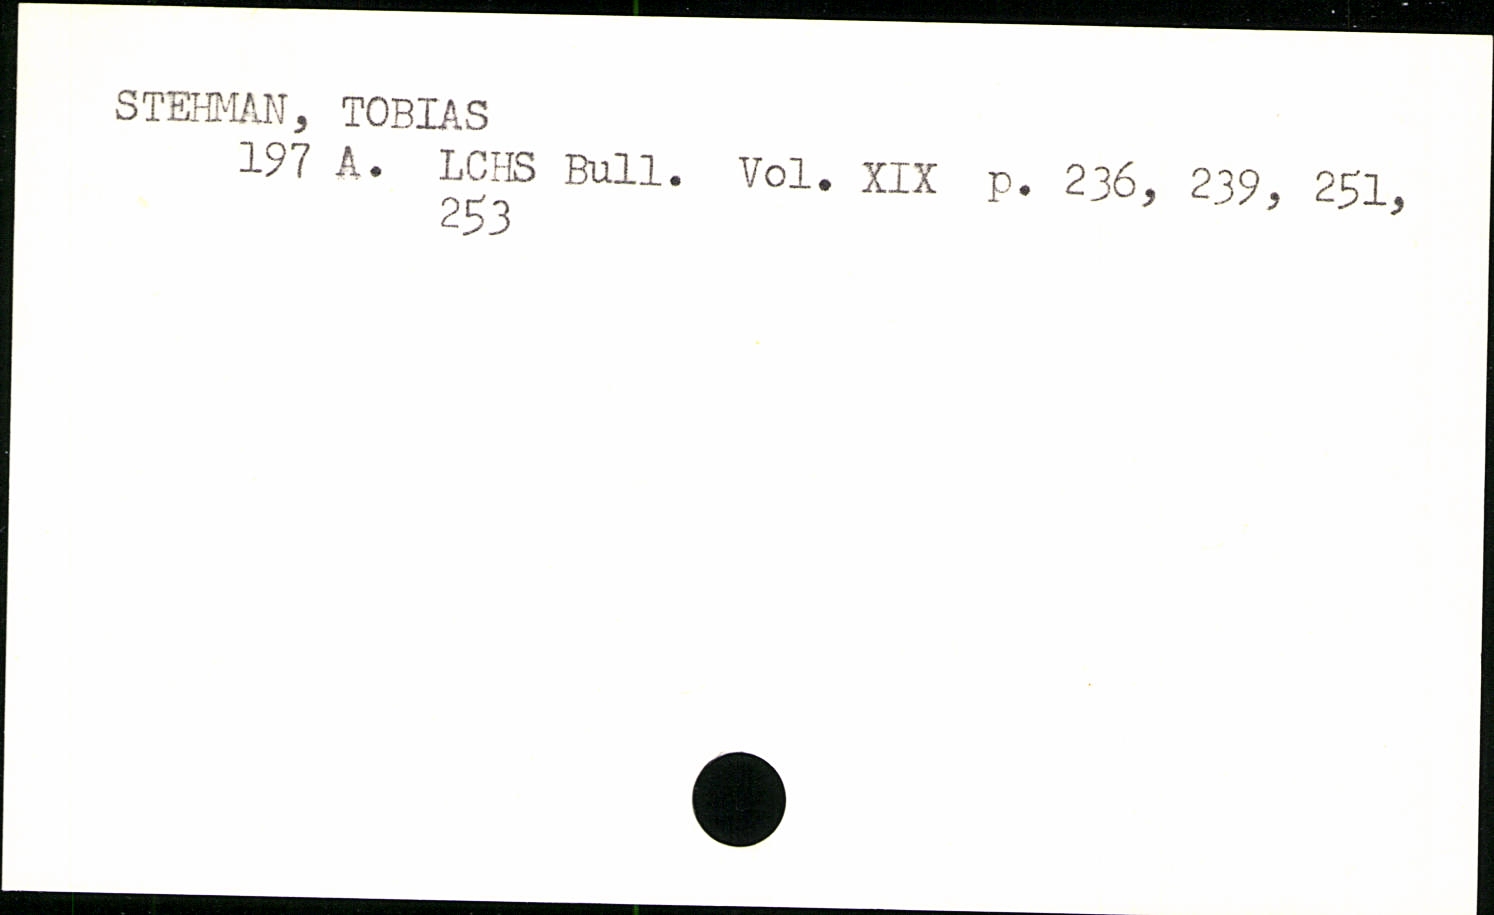 STEHMAN, TOBIAS
197 A. LCHS Bull. Vol. XIX p. 236, 239, 251,
253